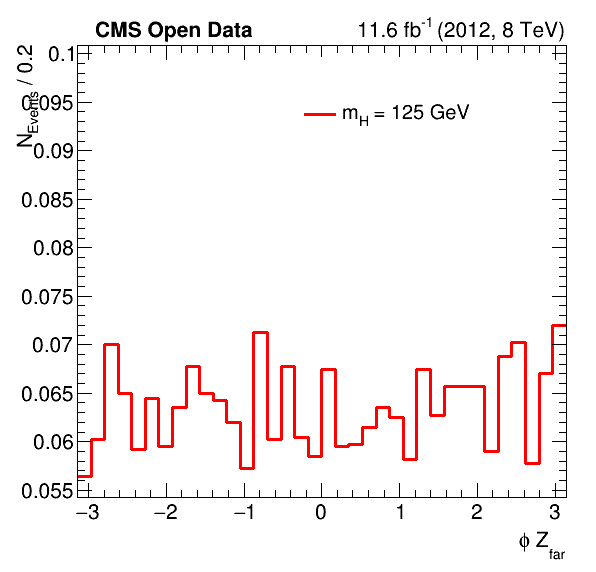 CMS Open Data 11.6 fb⁻¹ (2012, 8 TeV)
N_Events / 0.2
m_H = 125 GeV
0.1
0.095
0.09
0.085
0.08
0.075
0.07
0.065
0.06
0.055
−3 −2 −1 0 1 2 3
ϕ Z_far